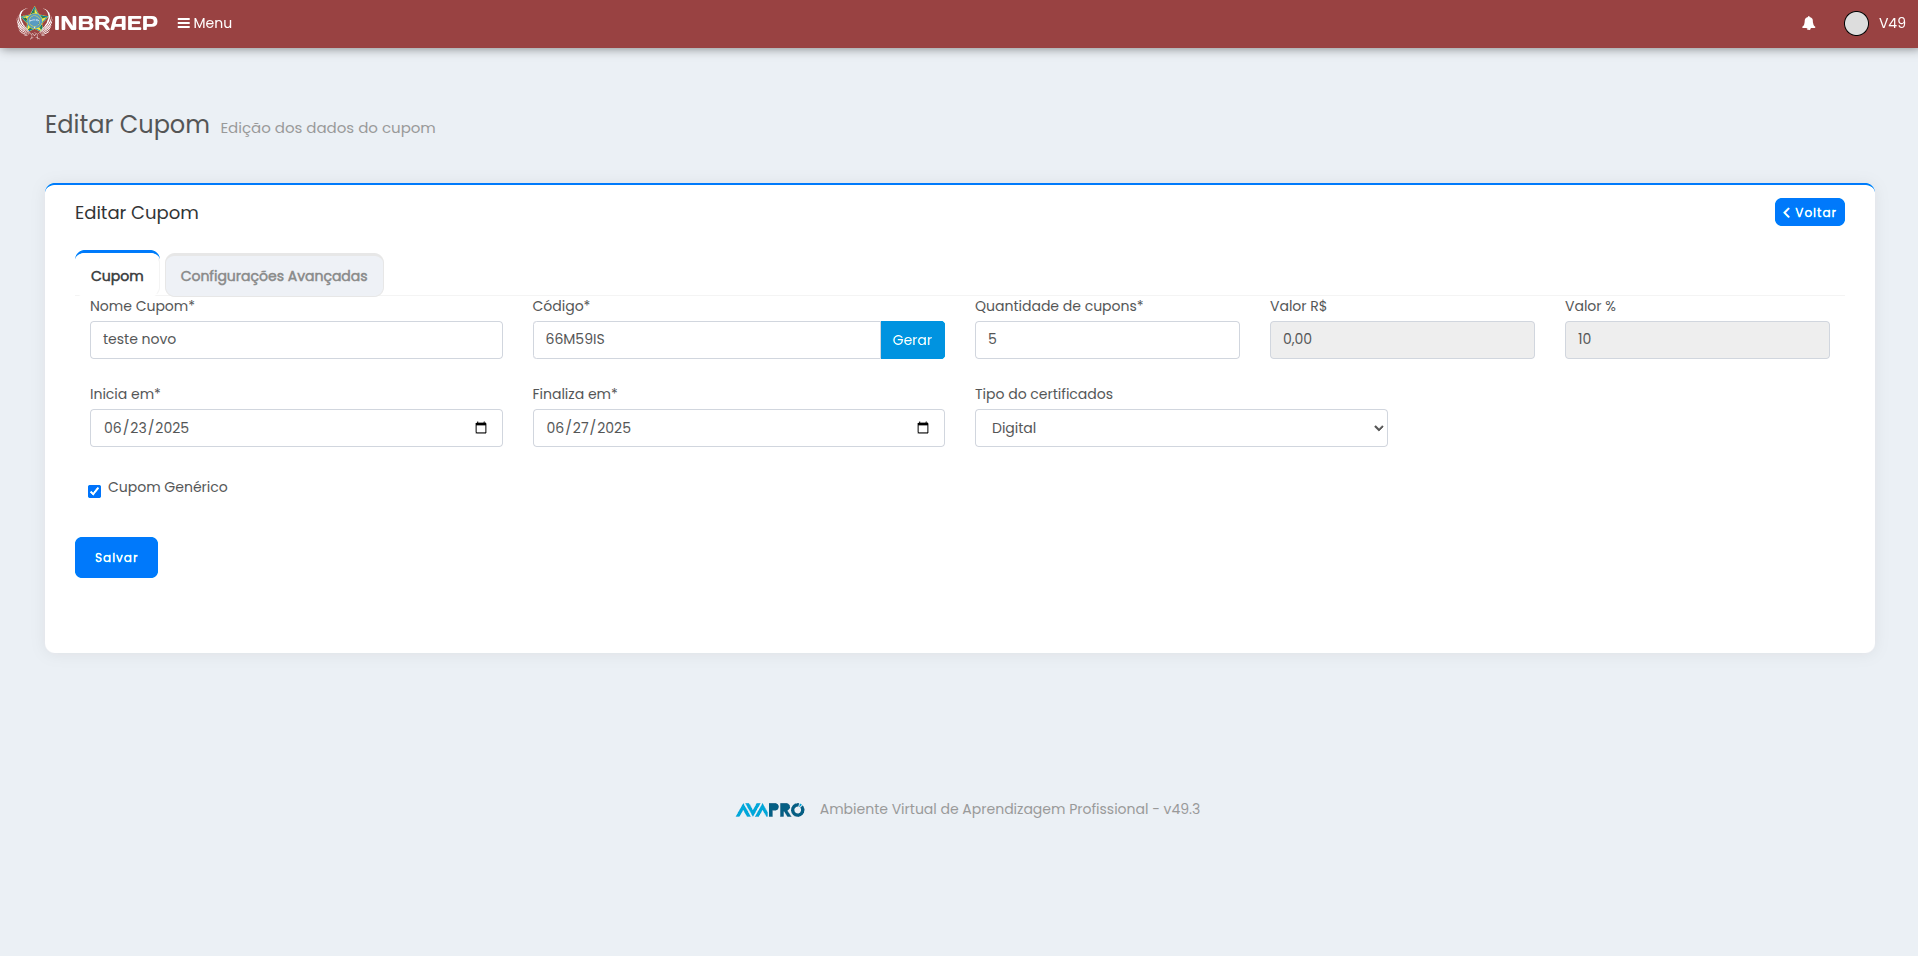 INBRAEP Menu V49
Editar Cupom Edição dos dados do cupom
Editar Cupom Voltar
Cupom Configurações Avançadas
Nome Cupom* Código* Quantidade de cupons* Valor R$ Valor %
teste novo 66M59IS Gerar 5 0,00 10
Inicia em* Finaliza em* Tipo do certificados
06/23/2025 06/27/2025 Digital
Cupom Genérico
Salvar
AVAPRO Ambiente Virtual de Aprendizagem Profissional - v49.3